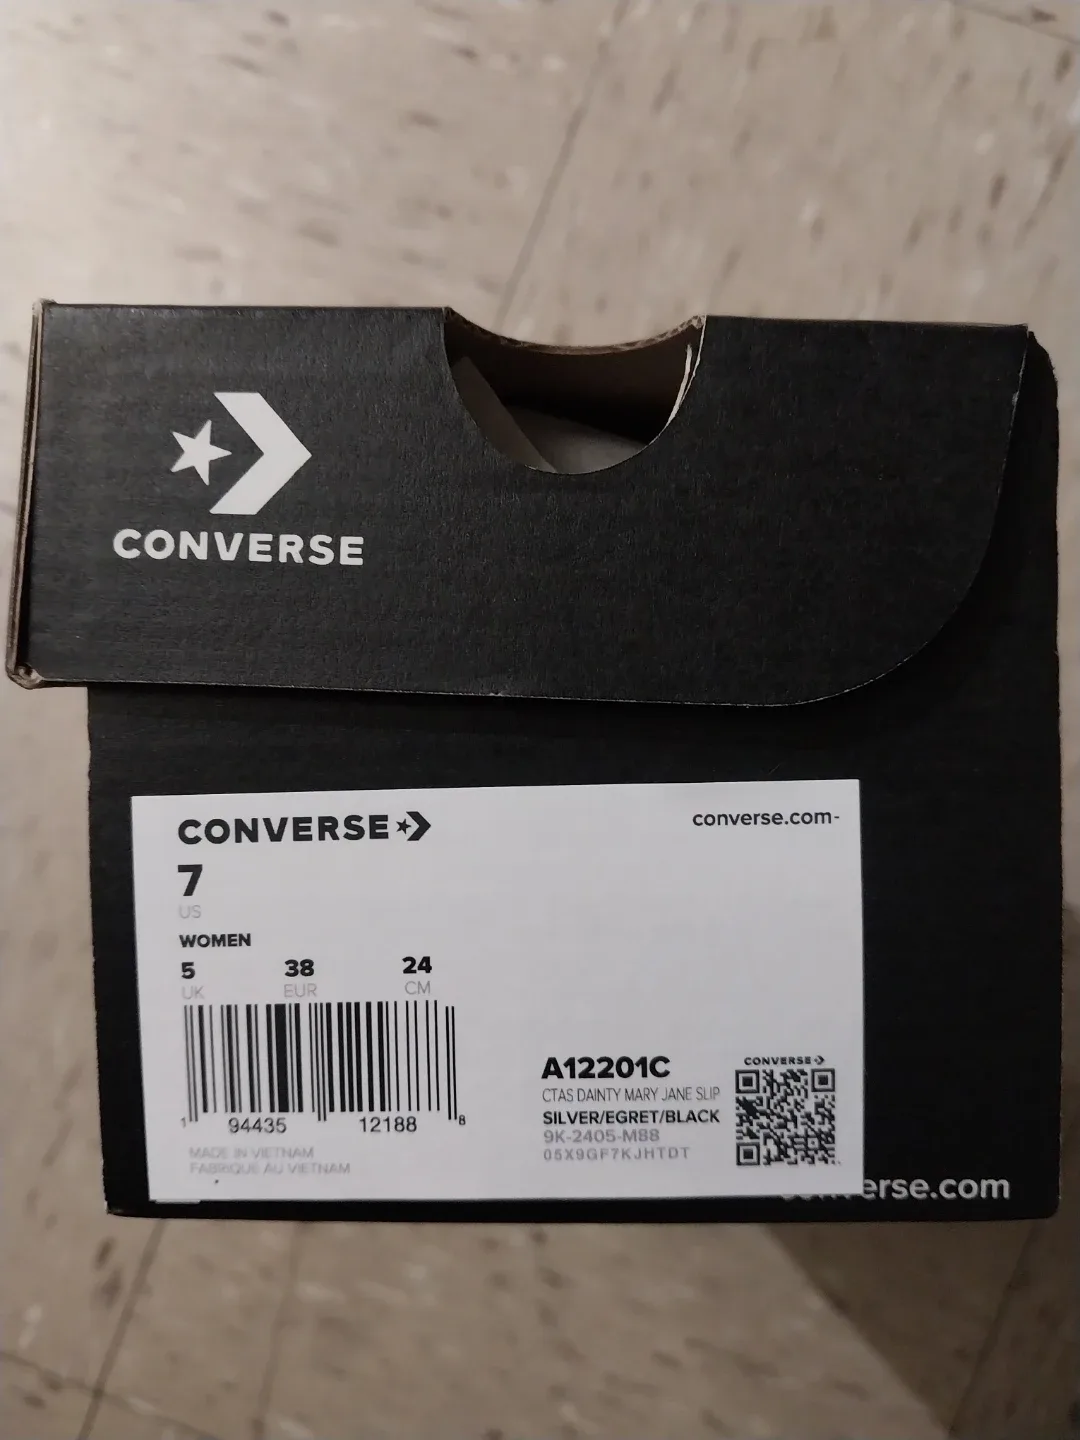 CONVERSE
CONVERSE
converse.com-
7
US
WOMEN
5 38 24
UK EUR CM
1 94435 12188 8
MADE IN VIETNAM
FABRIQUE AU VIETNAM
A12201C
CTAS DAINTY MARY JANE SLIP
SILVER/EGRET/BLACK
9K-2405-M88
05X9GF7KJHTDT
CONVERSE
erse.com